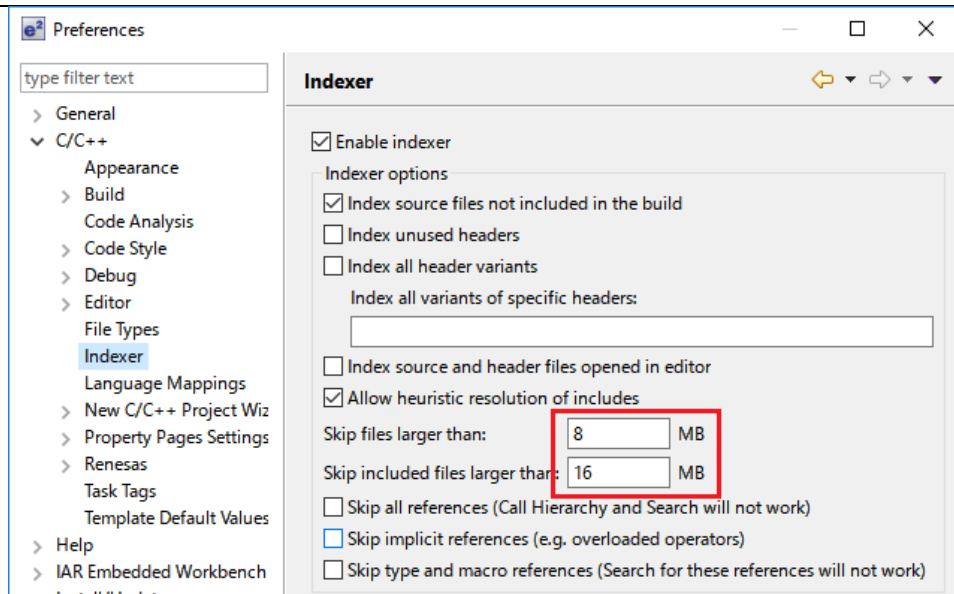 e² Preferences
type filter text
General
C/C++
Appearance
Build
Code Analysis
Code Style
Debug
Editor
File Types
Indexer
Language Mappings
New C/C++ Project Wiz
Property Pages Settings
Renesas
Task Tags
Template Default Values
Help
IAR Embedded Workbench
Indexer
Enable indexer
Indexer options
Index source files not included in the build
Index unused headers
Index all header variants
Index all variants of specific headers:
Index source and header files opened in editor
Allow heuristic resolution of includes
Skip files larger than: 8 MB
Skip included files larger than: 16 MB
Skip all references (Call Hierarchy and Search will not work)
Skip implicit references (e.g. overloaded operators)
Skip type and macro references (Search for these references will not work)